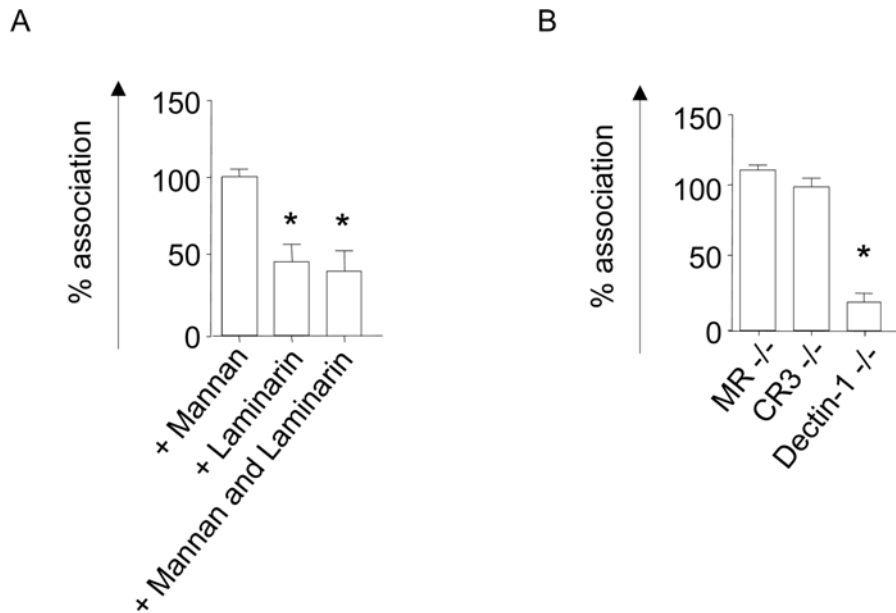 A
% association
150
100
50
0
*
*
+ Mannan
+ Laminarin
+ Mannan and Laminarin
B
% association
150
100
50
0
*
MR -/-
CR3 -/-
Dectin-1 -/-